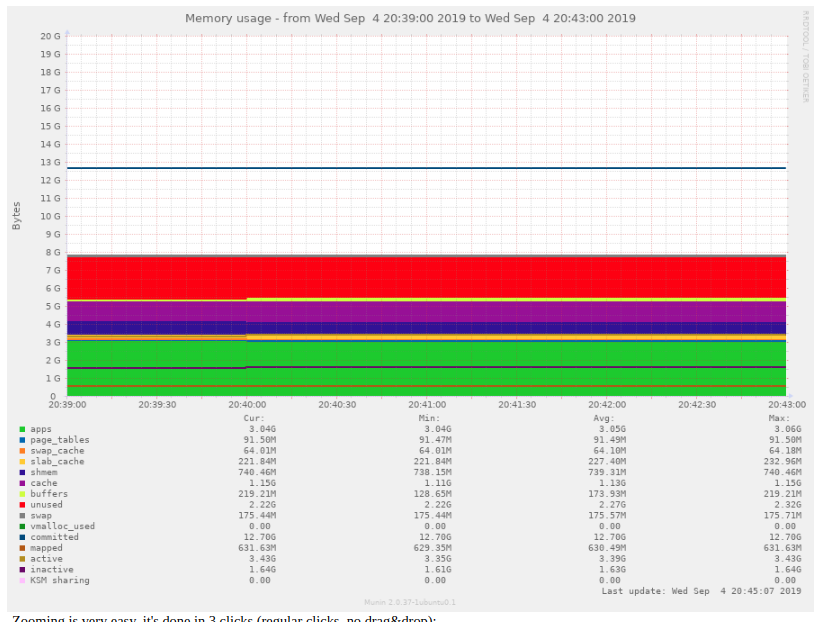 Memory usage - from Wed Sep  4 20:39:00 2019 to Wed Sep  4 20:43:00 2019
RRDTOOL / TOBI OETIKER
Bytes
20 G
19 G
18 G
17 G
16 G
15 G
14 G
13 G
12 G
11 G
10 G
9 G
8 G
7 G
6 G
5 G
4 G
3 G
2 G
1 G
0
20:39:00 20:39:30 20:40:00 20:40:30 20:41:00 20:41:30 20:42:00 20:42:30 20:43:00
Cur: Min: Avg: Max:
apps 3.04G 3.04G 3.05G 3.06G
page_tables 91.50M 91.47M 91.49M 91.50M
swap_cache 64.01M 64.01M 64.10M 64.18M
slab_cache 221.84M 221.84M 227.40M 232.96M
shmem 740.46M 738.15M 739.31M 740.46M
cache 1.15G 1.11G 1.13G 1.15G
buffers 219.21M 128.65M 173.93M 219.21M
unused 2.22G 2.22G 2.27G 2.32G
swap 175.44M 175.44M 175.57M 175.71M
vmalloc_used 0.00 0.00 0.00 0.00
committed 12.70G 12.70G 12.70G 12.70G
mapped 631.63M 629.35M 630.49M 631.63M
active 3.43G 3.35G 3.39G 3.43G
inactive 1.64G 1.61G 1.63G 1.64G
KSM sharing 0.00 0.00 0.00 0.00
Last update: Wed Sep  4 20:45:07 2019
Munin 2.0.37-1ubuntu0.1
Zooming is very easy, it's done in 3 clicks (regular clicks, no drag&drop):